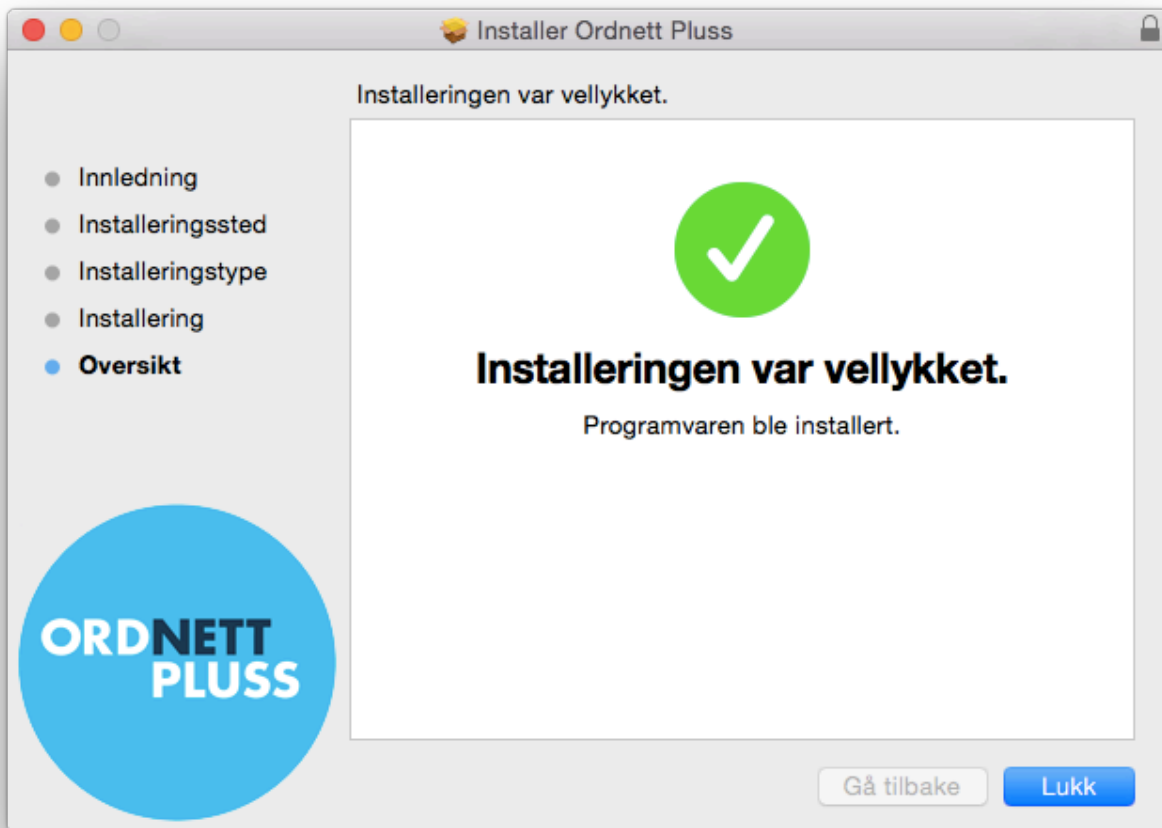 Installer Ordnett Pluss
Installeringen var vellykket.
Innledning
Installeringssted
Installeringstype
Installering
Oversikt
Installeringen var vellykket.
Programvaren ble installert.
ORDNETT
PLUSS
Gå tilbake
Lukk